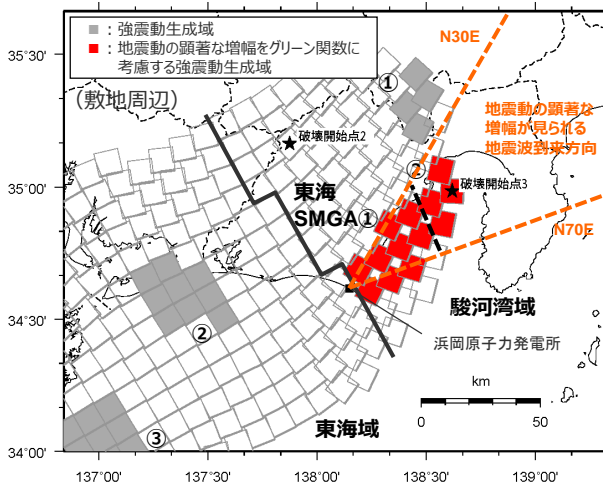 ■：強震動生成域
■：地震動の顕著な増幅をグリーン関数に
考慮する強震動生成域
（敷地周辺）
N30E
地震動の顕著な
増幅が見られる
地震波到来方向
①
破壊開始点2
②
破壊開始点3
東海
SMGA①
N70E
駿河湾域
浜岡原子力発電所
②
km
0
50
③
東海域
35°30'
35°00'
34°30'
34°00'
137°00'
137°30'
138°00'
138°30'
139°00'